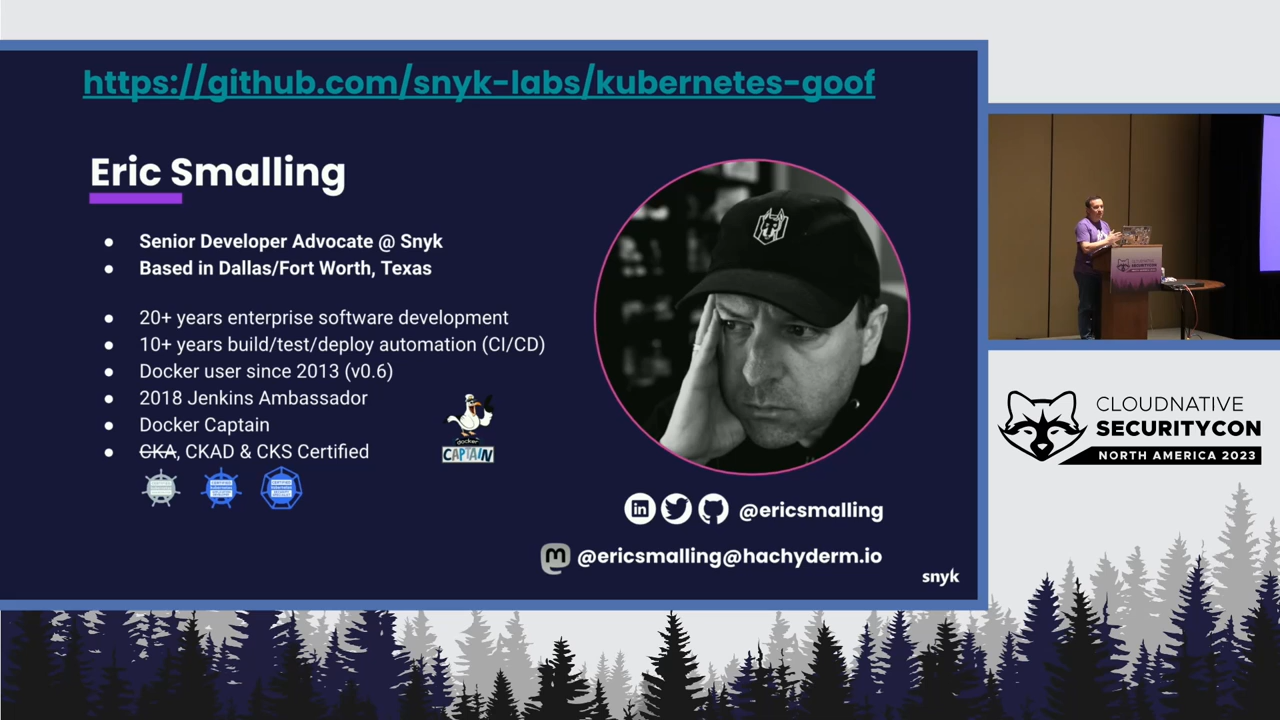 https://github.com/snyk-labs/kubernetes-goof
Eric Smalling
● Senior Developer Advocate @ Snyk
● Based in Dallas/Fort Worth, Texas
● 20+ years enterprise software development
● 10+ years build/test/deploy automation (CI/CD)
● Docker user since 2013 (v0.6)
● 2018 Jenkins Ambassador
● Docker Captain
● CKA, CKAD & CKS Certified
docker
CAPTAIN
@ericsmalling
@ericsmalling@hachyderm.io
snyk
CLOUDNATIVE
SECURITYCON
NORTH AMERICA 2023